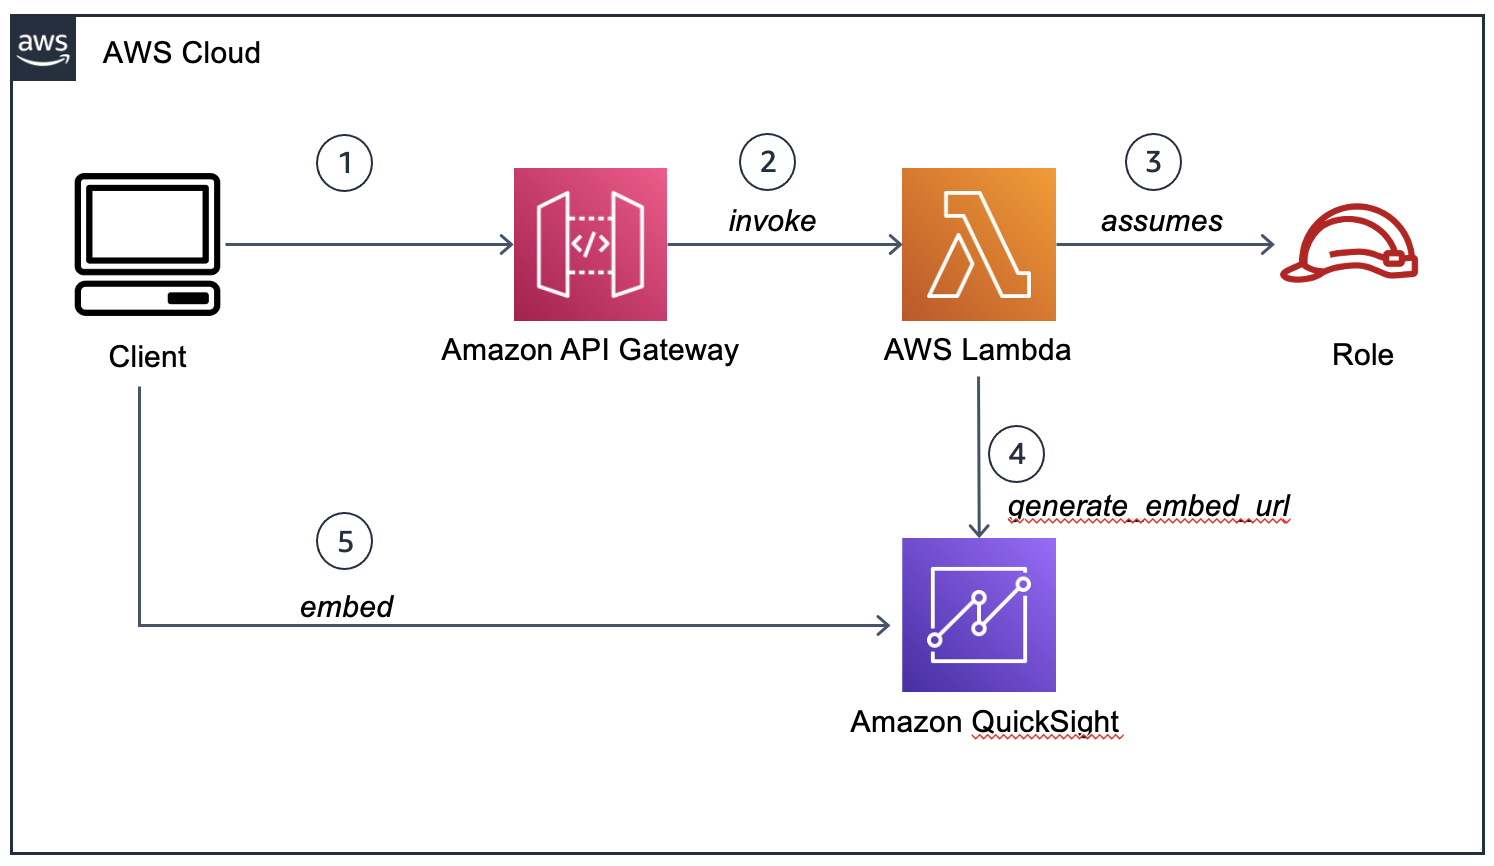 aws
AWS Cloud
1
2
3
invoke
assumes
</>
Client
Amazon API Gateway
AWS Lambda
Role
4
generate_embed_url
5
embed
Amazon QuickSight